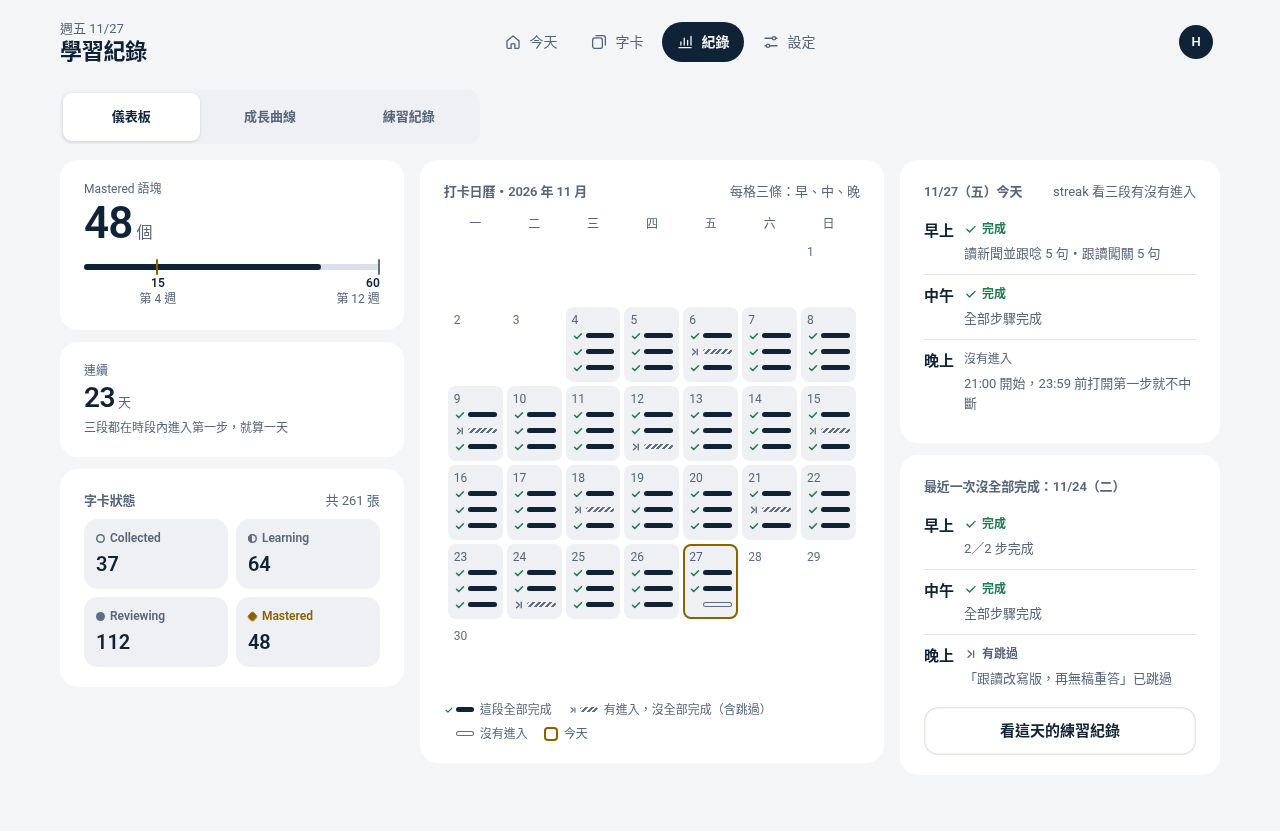 週五 11/27
學習紀錄
今天
字卡
紀錄
設定
H
儀表板
成長曲線
練習紀錄
Mastered 語塊
48 個
15
60
第 4 週
第 12 週
連續
23 天
三段都在時段內進入第一步，就算一天
字卡狀態
共 261 張
Collected
37
Learning
64
Reviewing
112
Mastered
48
打卡日曆・2026 年 11 月
每格三條：早、中、晚
一 二 三 四 五 六 日
1
2 3 4 5 6 7 8
9 10 11 12 13 14 15
16 17 18 19 20 21 22
23 24 25 26 27 28 29
30
這段全部完成
有進入，沒全部完成（含跳過）
沒有進入
今天
11/27（五）今天
streak 看三段有沒有進入
早上
完成
讀新聞並跟唸 5 句・跟讀闖關 5 句
中午
完成
全部步驟完成
晚上
沒有進入
21:00 開始，23:59 前打開第一步就不中
斷
最近一次沒全部完成：11/24（二）
早上
完成
2／2 步完成
中午
完成
全部步驟完成
晚上
有跳過
「跟讀改寫版，再無稿重答」已跳過
看這天的練習紀錄